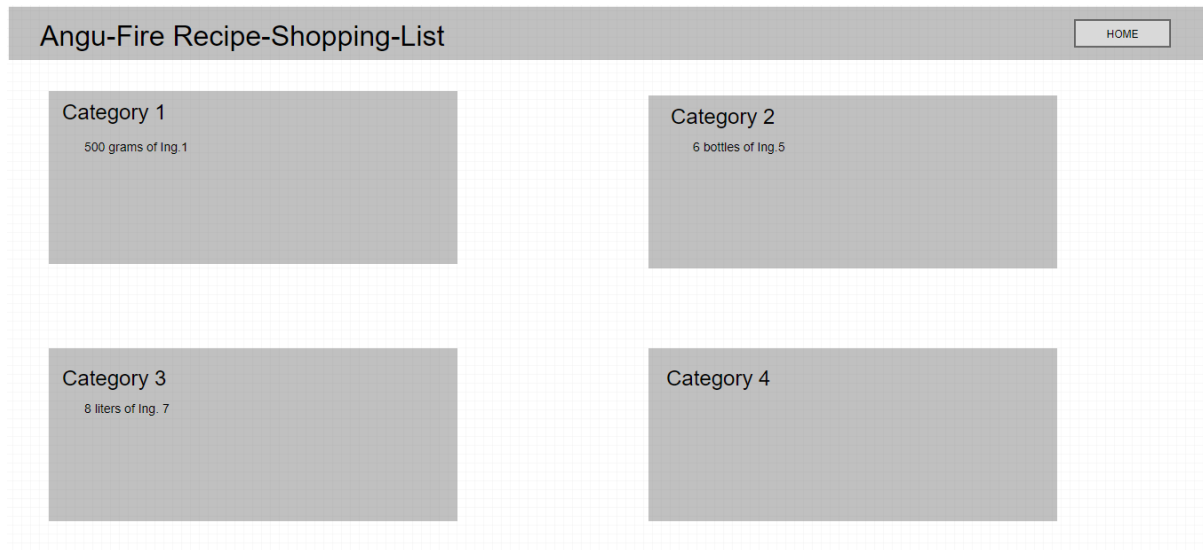 Angu-Fire Recipe-Shopping-List
HOME
Category 1
500 grams of Ing.1
Category 2
6 bottles of Ing.5
Category 3
8 liters of Ing. 7
Category 4